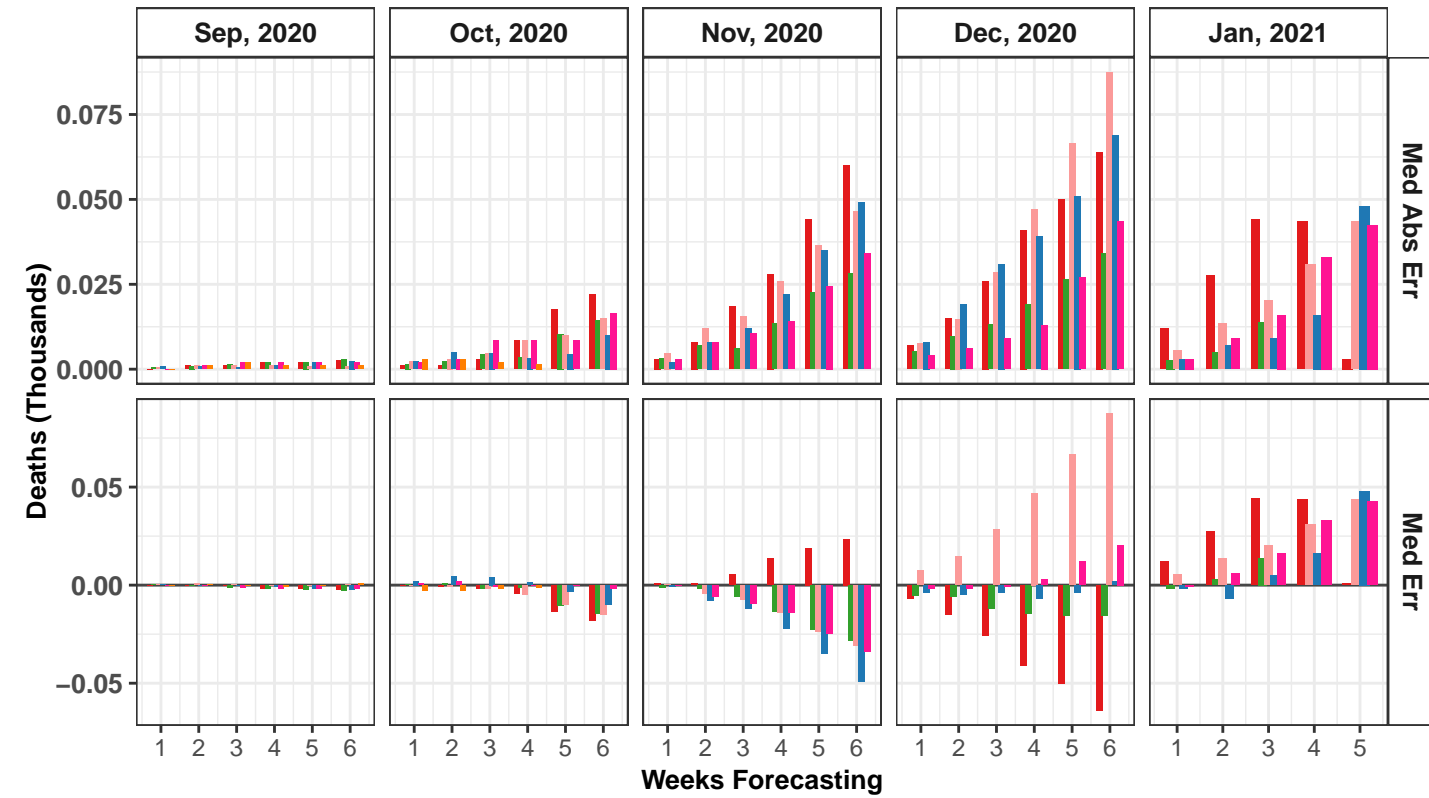 Sep, 2020 Oct, 2020 Nov, 2020 Dec, 2020 Jan, 2021
0.075
0.050
0.025
0.000
Med Abs Err
Deaths (Thousands)
0.05
0.00
−0.05
Med Err
1 2 3 4 5 6 1 2 3 4 5 6 1 2 3 4 5 6 1 2 3 4 5 6 1 2 3 4 5
Weeks Forecasting